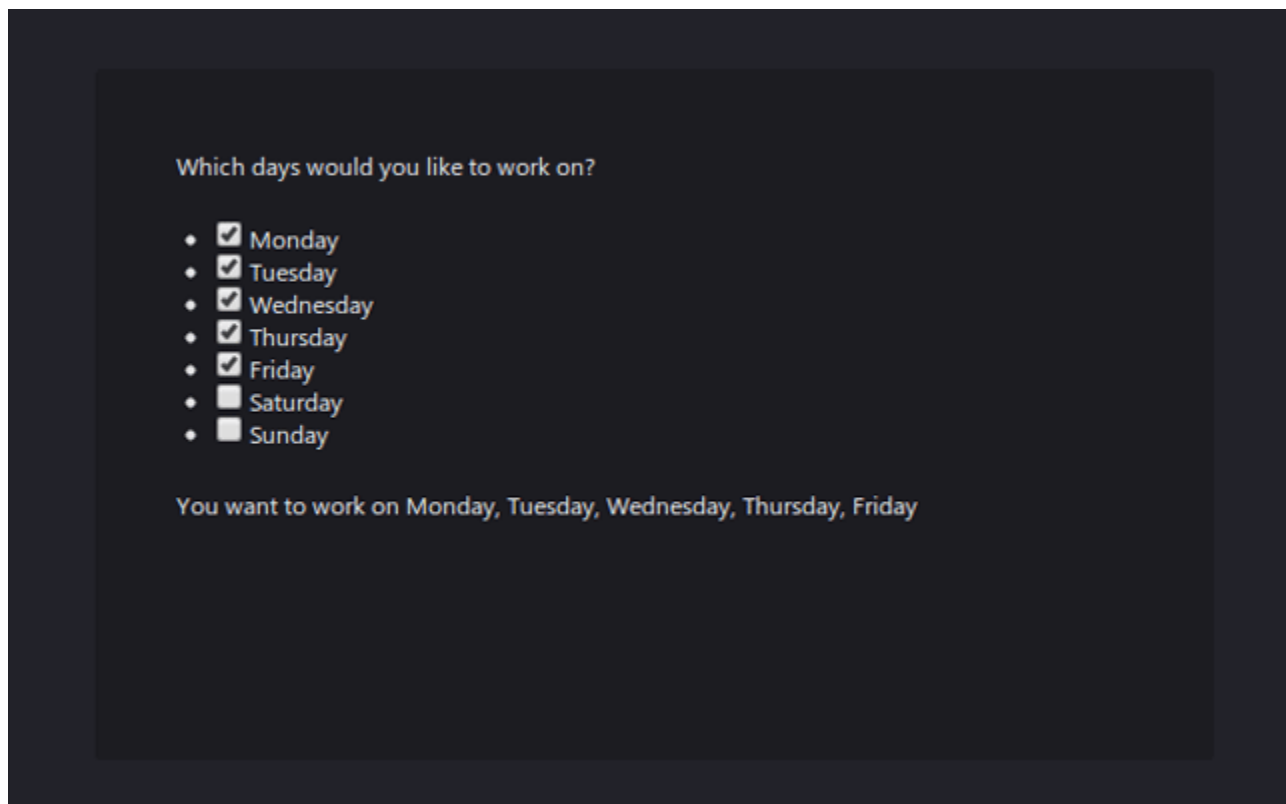 Which days would you like to work on?
Monday
Tuesday
Wednesday
Thursday
Friday
Saturday
Sunday
You want to work on Monday, Tuesday, Wednesday, Thursday, Friday